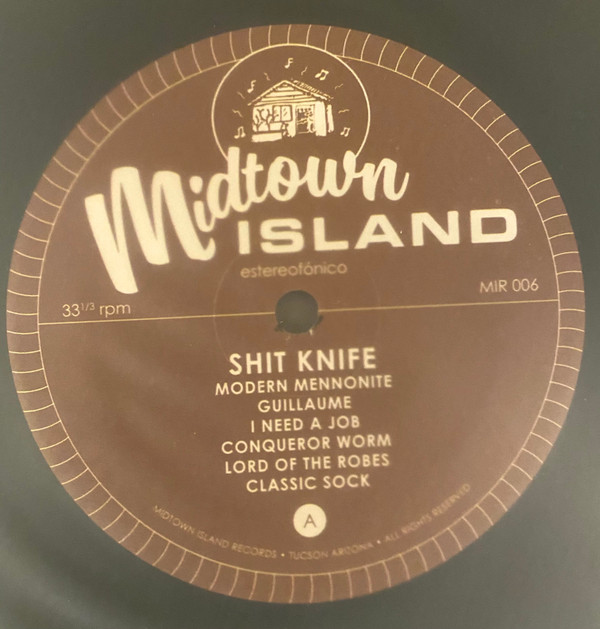 Midtown
ISLAND
estereofónico
33 1/3 rpm
MIR 006
SHIT KNIFE
MODERN MENNONITE
GUILLAUME
I NEED A JOB
CONQUEROR WORM
LORD OF THE ROBES
CLASSIC SOCK
A
MIDTOWN ISLAND RECORDS • TUCSON ARIZONA • ALL RIGHTS RESERVED